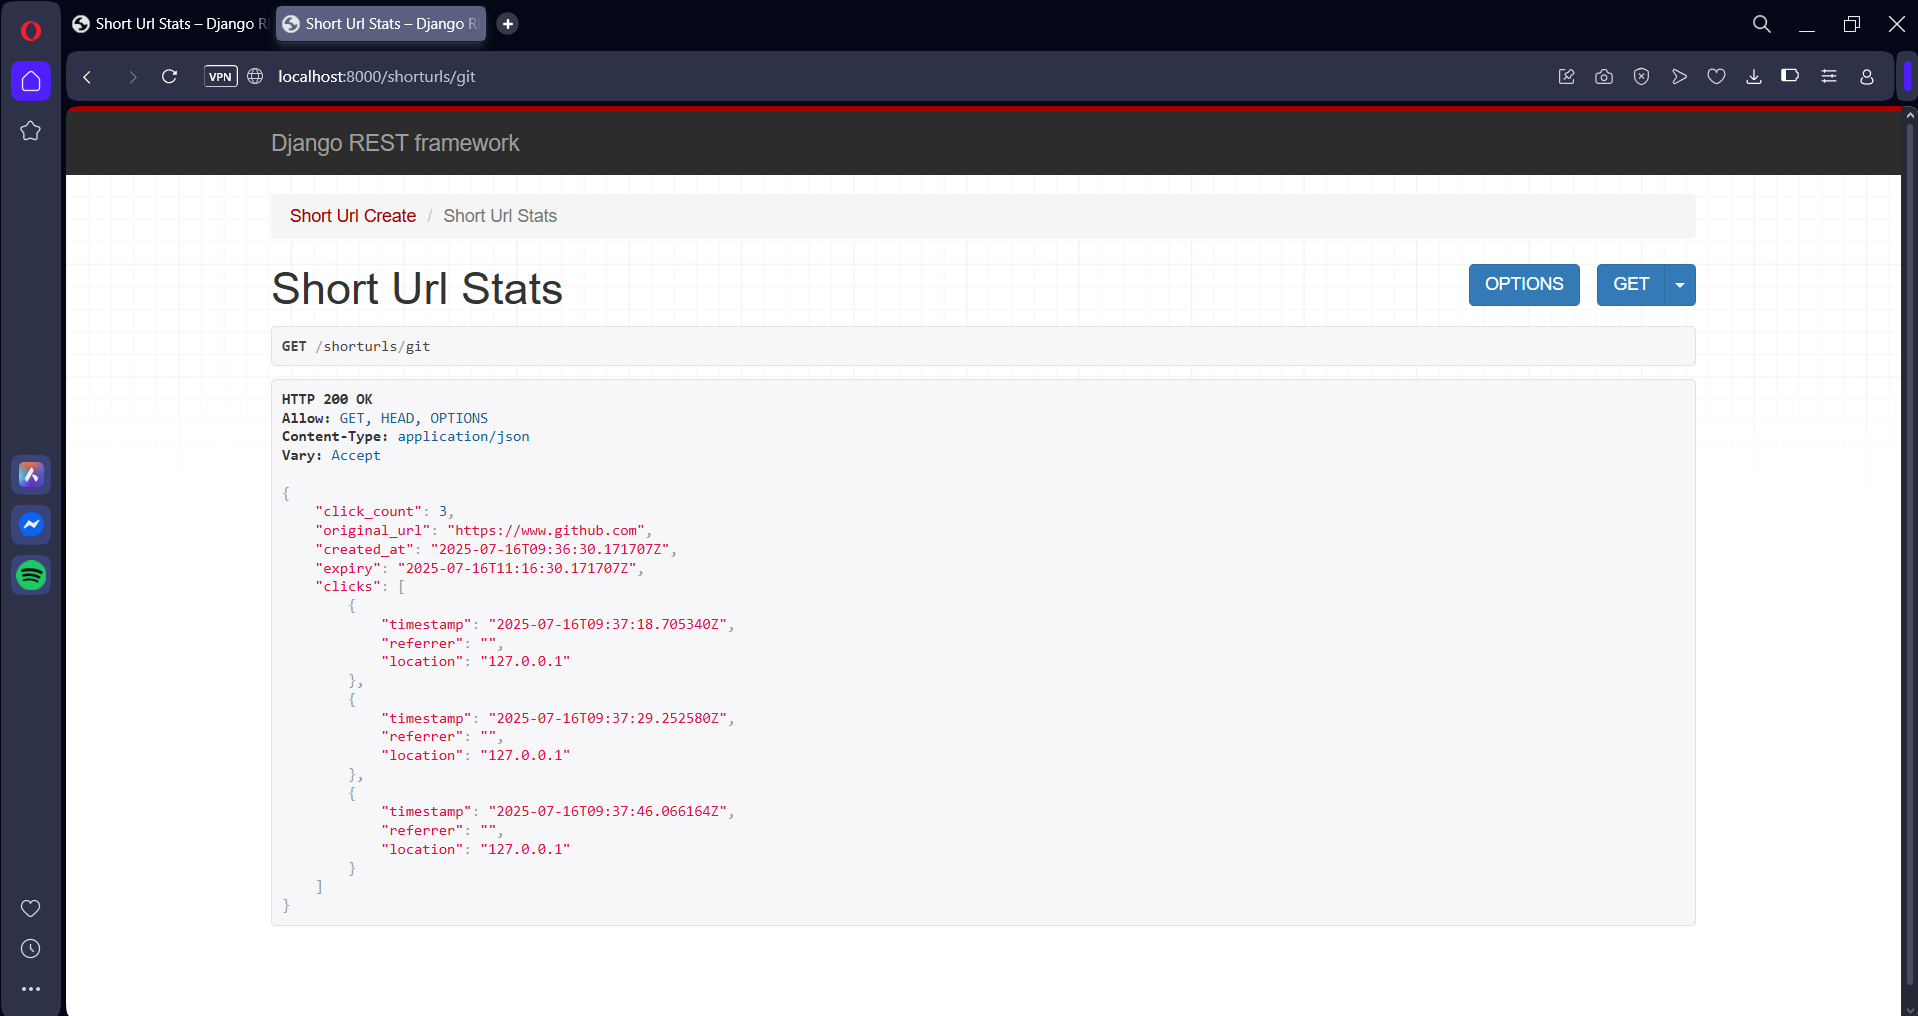 Short Url Stats – Django R
Short Url Stats – Django R
VPN
localhost:8000/shorturls/git
Django REST framework
Short Url Create / Short Url Stats
Short Url Stats
OPTIONS
GET
GET /shorturls/git
HTTP 200 OK
Allow: GET, HEAD, OPTIONS
Content-Type: application/json
Vary: Accept
{
"click_count": 3,
"original_url": "https://www.github.com",
"created_at": "2025-07-16T09:36:30.171707Z",
"expiry": "2025-07-16T11:16:30.171707Z",
"clicks": [
{
"timestamp": "2025-07-16T09:37:18.705340Z",
"referrer": "",
"location": "127.0.0.1"
},
{
"timestamp": "2025-07-16T09:37:29.252580Z",
"referrer": "",
"location": "127.0.0.1"
},
{
"timestamp": "2025-07-16T09:37:46.066164Z",
"referrer": "",
"location": "127.0.0.1"
}
]
}